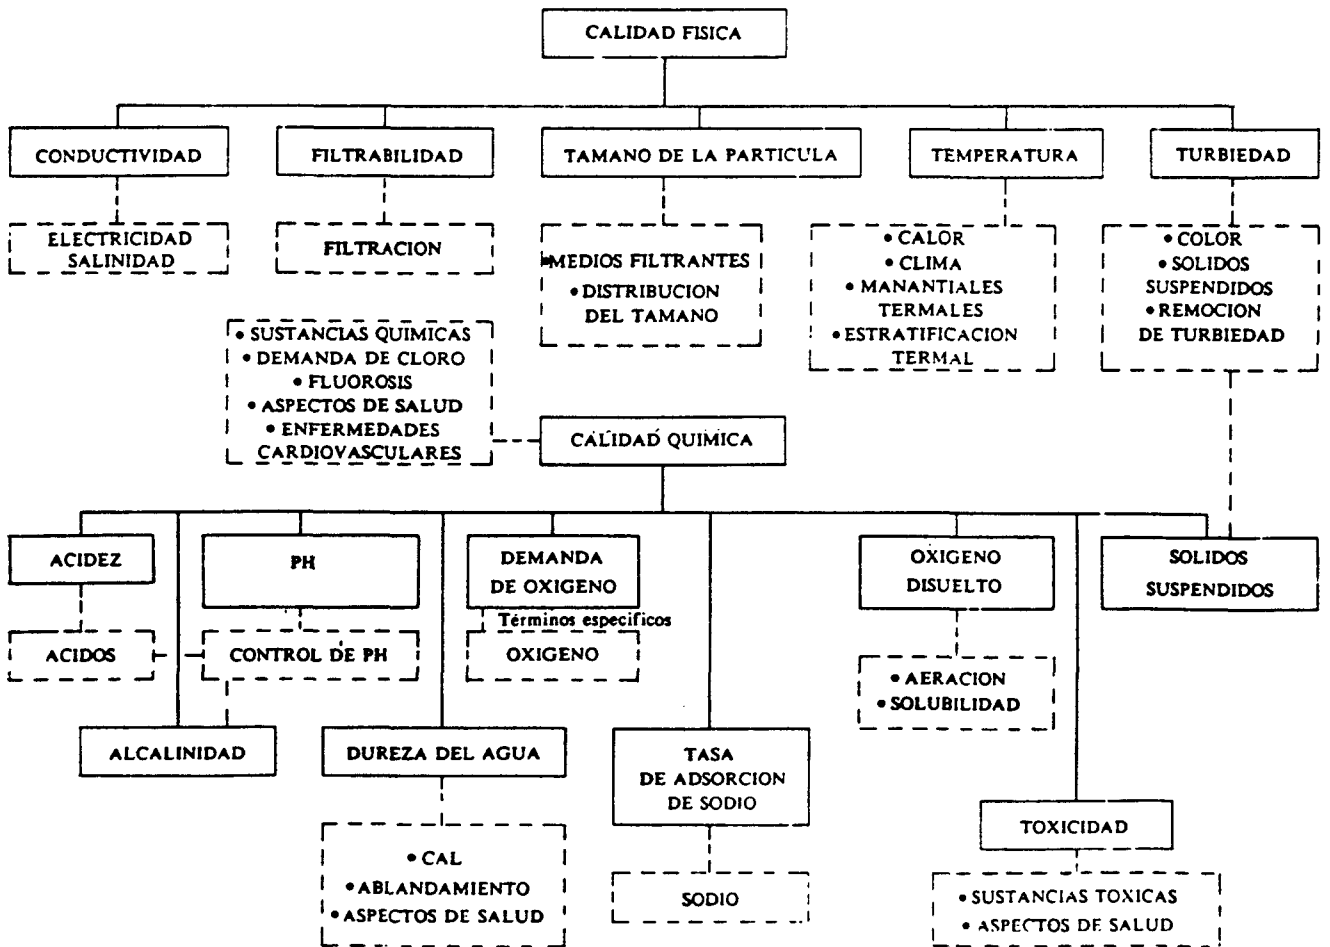 CALIDAD FISICA
CONDUCTIVIDAD
FILTRABILIDAD
TAMANO DE LA PARTICULA
TEMPERATURA
TURBIEDAD
ELECTRICIDAD
SALINIDAD
FILTRACION
•MEDIOS FILTRANTES
•DISTRIBUCION
DEL TAMANO
•CALOR
•CLIMA
•MANANTIALES
TERMALES
•ESTRATIFICACION
TERMAL
•COLOR
•SOLIDOS
SUSPENDIDOS
•REMOCION
DE TURBIEDAD
•SUSTANCIAS QUIMICAS
•DEMANDA DE CLORO
•FLUOROSIS
•ASPECTOS DE SALUD
•ENFERMEDADES
CARDIOVASCULARES
CALIDAD QUIMICA
ACIDEZ
PH
DEMANDA
DE OXIGENO
OXIGENO
DISUELTO
SOLIDOS
SUSPENDIDOS
Términos especificos
ACIDOS
CONTROL DE PH
OXIGENO
•AERACION
•SOLUBILIDAD
ALCALINIDAD
DUREZA DEL AGUA
TASA
DE ADSORCION
DE SODIO
TOXICIDAD
•CAL
•ABLANDAMIENTO
•ASPECTOS DE SALUD
SODIO
•SUSTANCIAS TOXICAS
•ASPECTOS DE SALUD